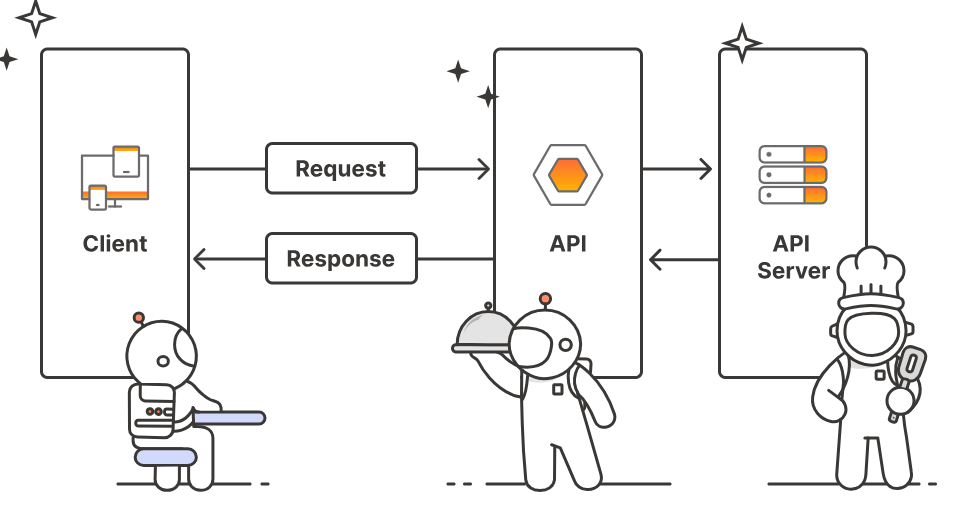 Request
Response
Client
API
API
Server